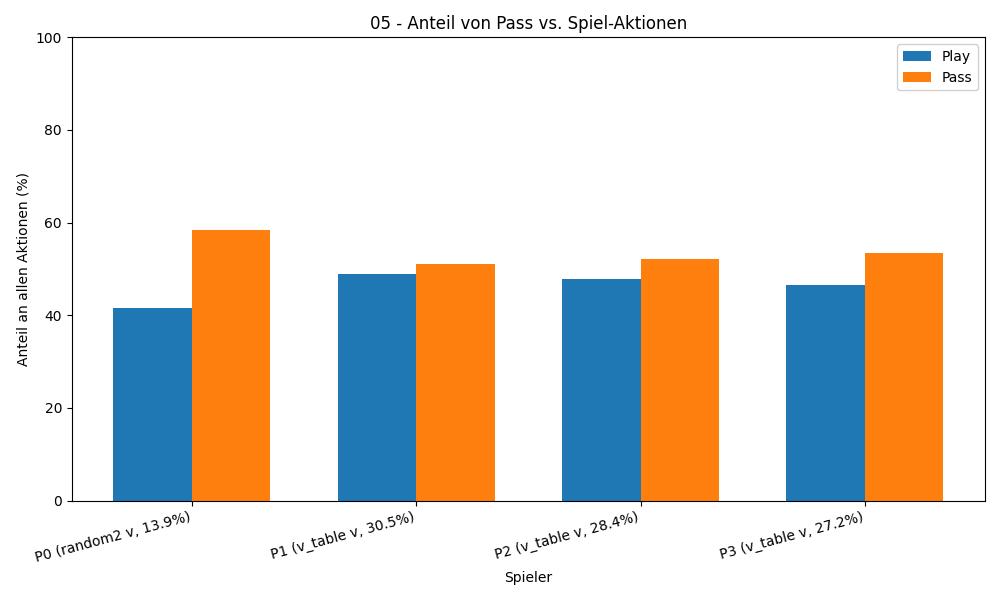 05 - Anteil von Pass vs. Spiel-Aktionen
Play
Pass
Anteil an allen Aktionen (%)
100
80
60
40
20
0
P0 (random2 v, 13.9%)
P1 (v_table v, 30.5%)
P2 (v_table v, 28.4%)
P3 (v_table v, 27.2%)
Spieler